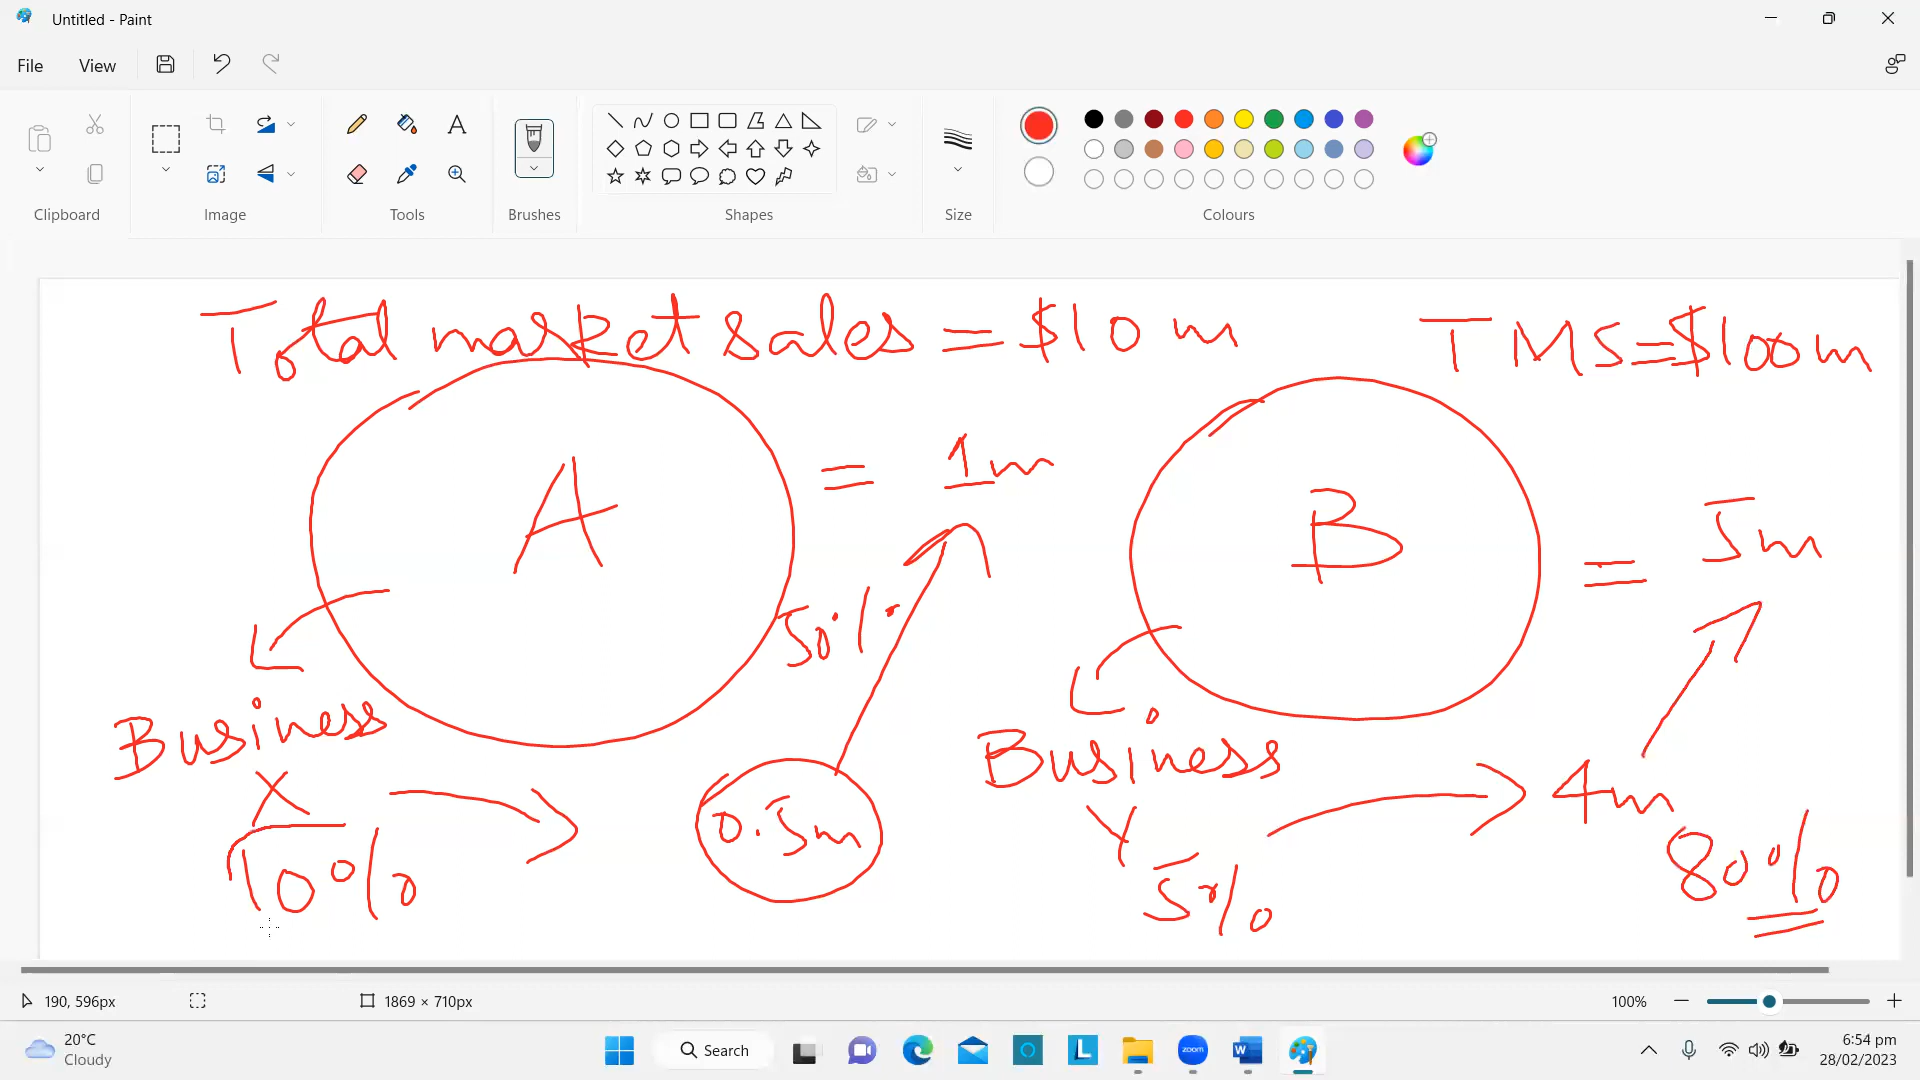 Untitled - Paint
File
View
Clipboard
Image
Tools
Brushes
Shapes
Size
Colours
Total market sales = $10 m
TMS=$100m
A
= 1m
B
= 5m
50%
Business
X
10%
0.5m
Business
Y
5%
4m
80%
190, 596px
1869 × 710px
100%
20°C
Cloudy
Search
zoom
L
W
6:54 pm
28/02/2023